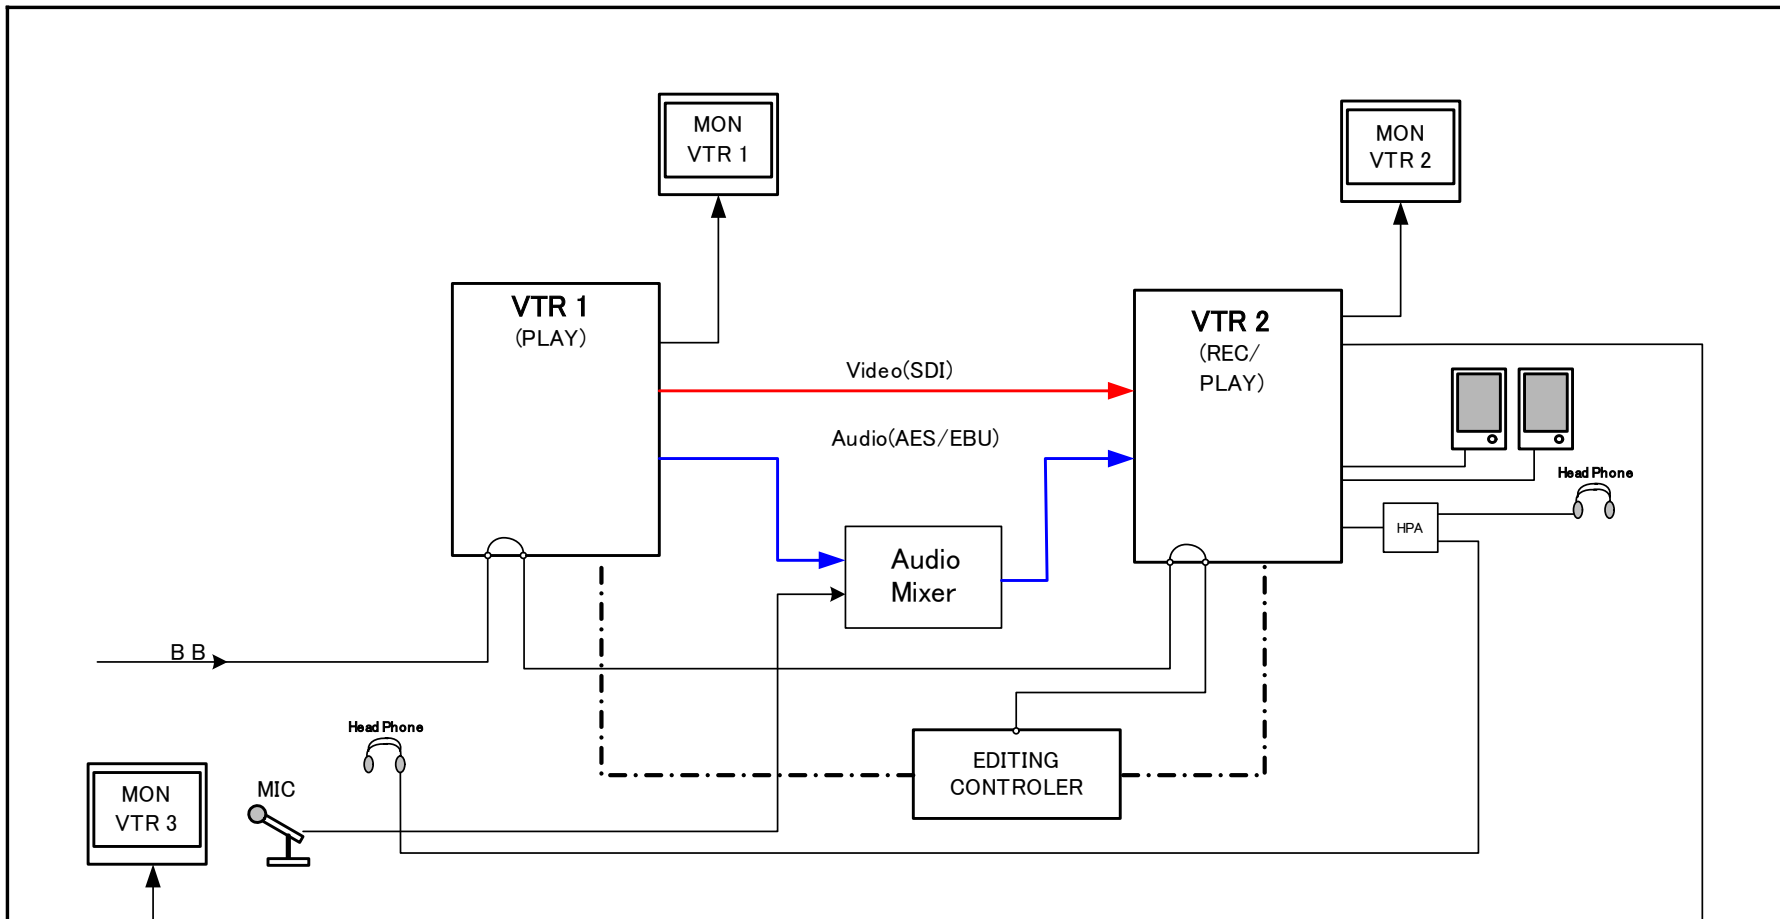 MON
VTR 1
MON
VTR 2
VTR 1
(PLAY)
VTR 2
(REC/
PLAY)
Video(SDI)
Audio(AES/EBU)
Head Phone
HPA
Audio
Mixer
B B
Head Phone
EDITING
CONTROLER
MON
VTR 3
MIC